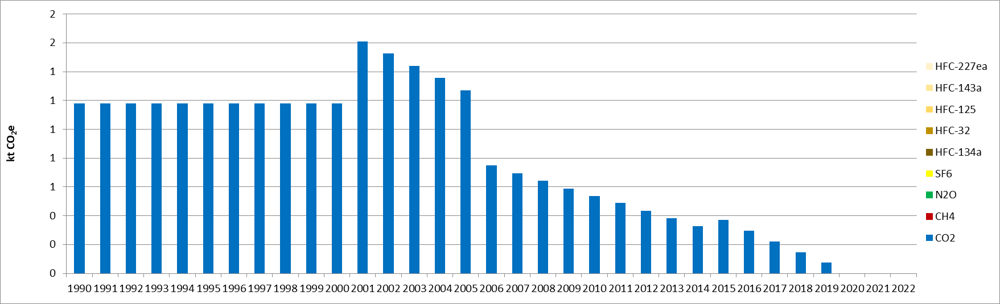 2
2
1
1
1
1
1
0
0
0
kt CO₂e
1990 1991 1992 1993 1994 1995 1996 1997 1998 1999 2000 2001 2002 2003 2004 2005 2006 2007 2008 2009 2010 2011 2012 2013 2014 2015 2016 2017 2018 2019 2020 2021 2022
HFC-227ea
HFC-143a
HFC-125
HFC-32
HFC-134a
SF6
N2O
CH4
CO2